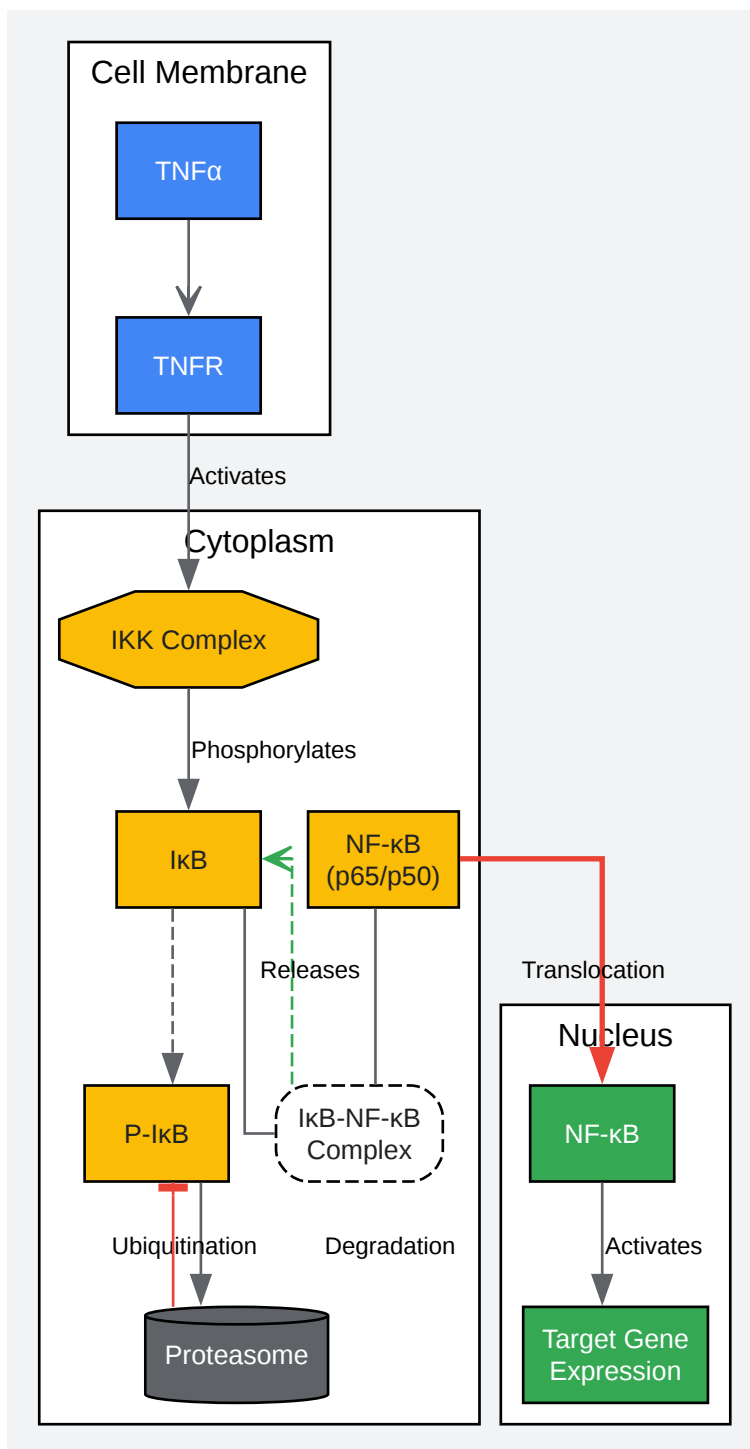 Cell Membrane
TNFα
TNFR
Activates
Cytoplasm
IKK Complex
Phosphorylates
IκB
NF-κB
(p65/p50)
Releases
Translocation
Nucleus
P-IκB
IκB-NF-κB
Complex
NF-κB
Ubiquitination
Degradation
Activates
Proteasome
Target Gene
Expression